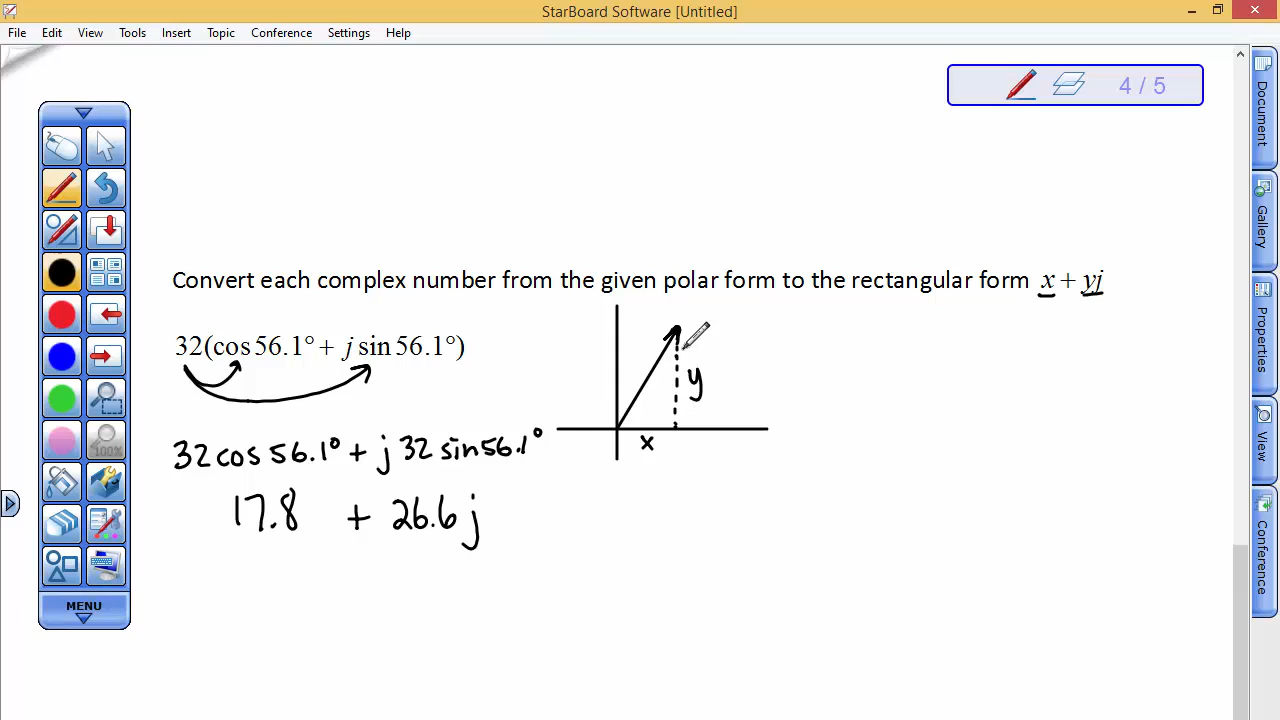 StarBoard Software [Untitled]
File Edit View Tools Insert Topic Conference Settings Help
4 / 5
Document
Gallery
Properties
View
Conference
100%
MENU
Convert each complex number from the given polar form to the rectangular form x + yj
32(cos 56.1° + j sin 56.1°)
32 cos 56.1° + j 32 sin 56.1°
17.8 + 26.6 j
y
x